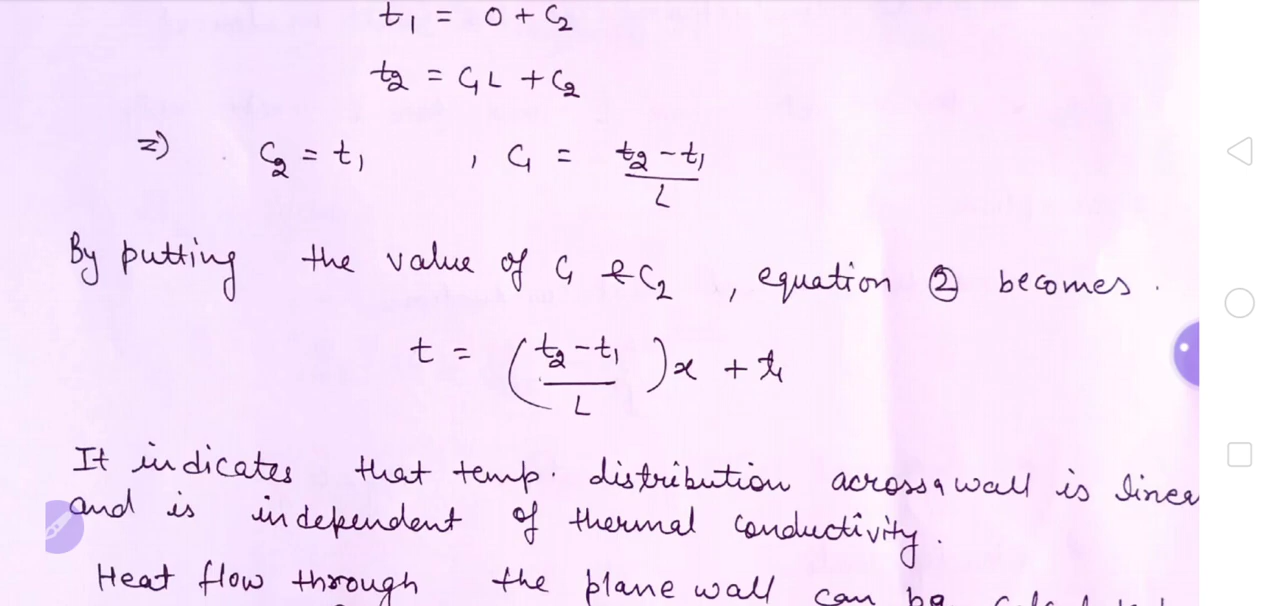 t₁ = 0 + C₂
t₂ = C₁L + C₂
⇒) C₂ = t₁ , C₁ = (t₂ - t₁)/L
By putting the value of C₁ & C₂ , equation ② becomes .
t = ((t₂ - t₁)/L)x + t₁
It indicates that temp. distribution across a wall is linea
and is independent of thermal conductivity.
Heat flow through the plane wall can be